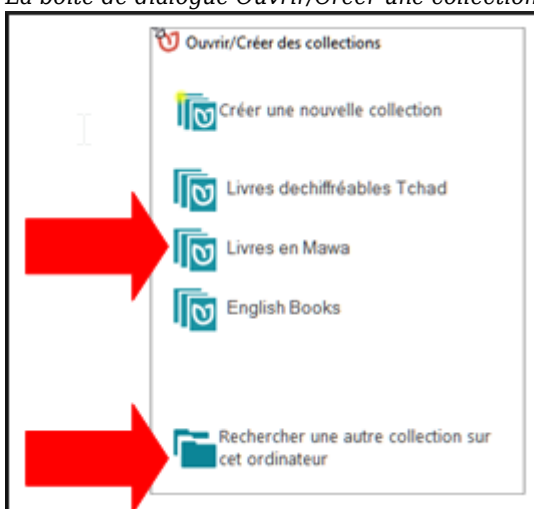 La boîte de dialogue Ouvrir/Créer une collection
Ouvrir/Créer des collections
Créer une nouvelle collection
Livres dechiffréables Tchad
Livres en Mawa
English Books
Rechercher une autre collection sur
cet ordinateur